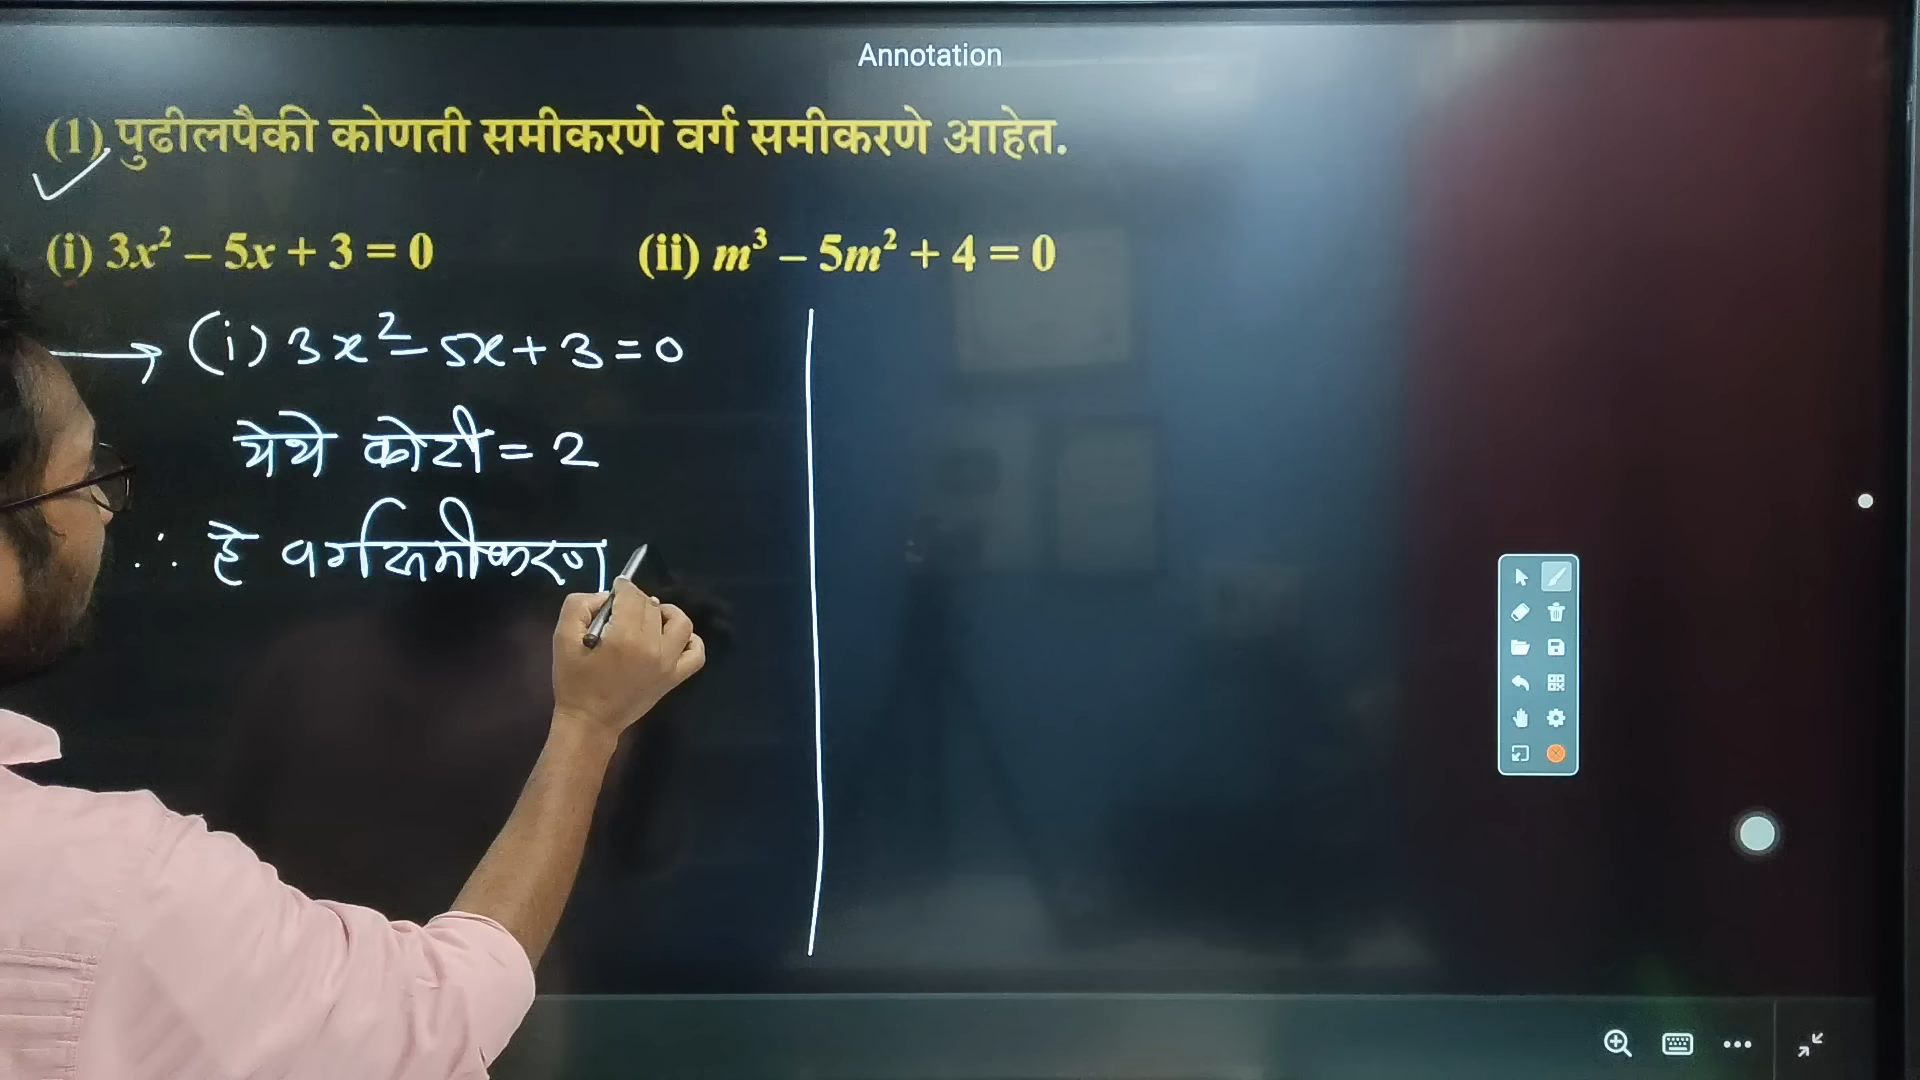 Annotation
(1) पुढीलपैकी कोणती समीकरणे वर्ग समीकरणे आहेत.
(i) 3x² – 5x + 3 = 0
(ii) m³ – 5m² + 4 = 0
→ (i) 3x² – 5x + 3 = 0
येथे कोटी = 2
∴ हे वर्गसमीकरण